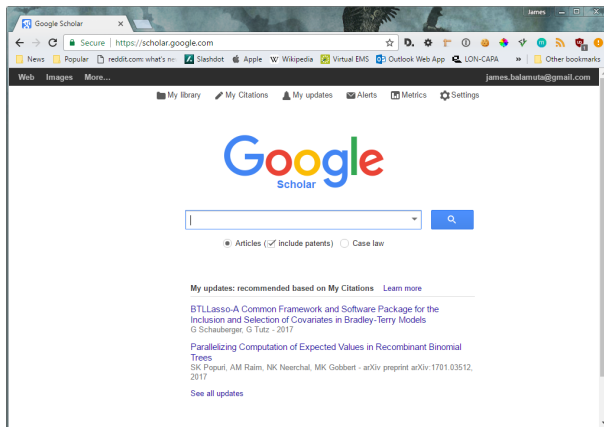 Google Scholar
James
Secure | https://scholar.google.com
News Popular reddit.com: what's ne Slashdot Apple Wikipedia Virtual EMS Outlook Web App LON-CAPA » Other bookmarks
Web Images More... james.balamuta@gmail.com
My library My Citations My updates Alerts Metrics Settings
Google
Scholar
Articles ( include patents) Case law
My updates: recommended based on My Citations Learn more
BTLLasso-A Common Framework and Software Package for the
Inclusion and Selection of Covariates in Bradley-Terry Models
G Schauberger, G Tutz - 2017
Parallelizing Computation of Expected Values in Recombinant Binomial
Trees
SK Popuri, AM Raim, NK Neerchal, MK Gobbert - arXiv preprint arXiv:1701.03512,
2017
See all updates